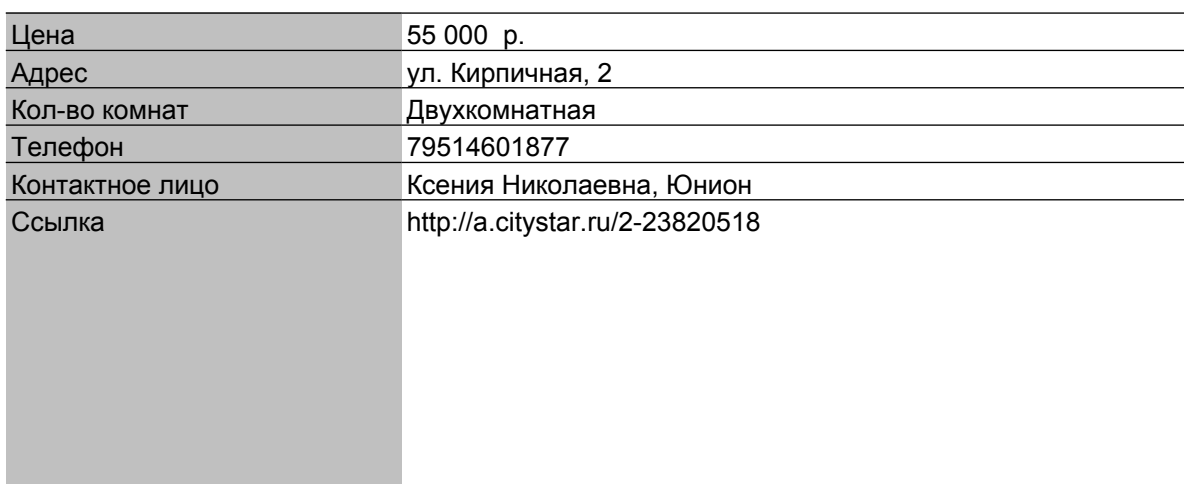 Цена 55 000 р.
Адрес ул. Кирпичная, 2
Кол-во комнат Двухкомнатная
Телефон 79514601877
Контактное лицо Ксения Николаевна, Юнион
Ссылка http://a.citystar.ru/2-23820518